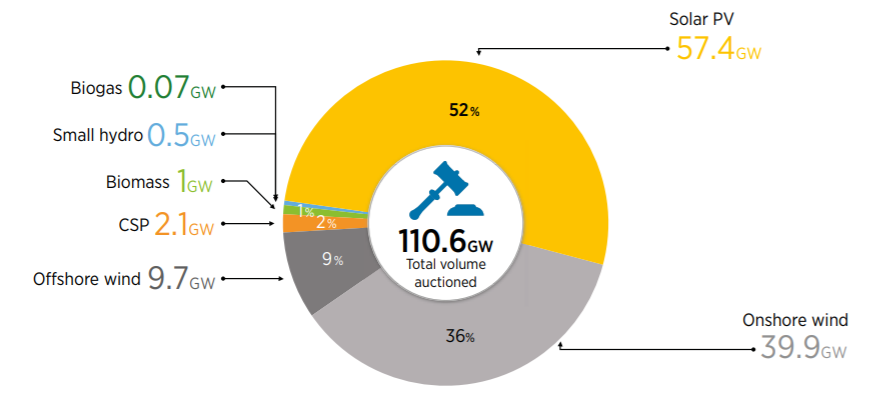 Solar PV
57.4GW
Biogas 0.07GW
52%
Small hydro 0.5GW
Biomass 1GW
1%
CSP 2.1GW
2%
110.6GW
Total volume
auctioned
9%
Offshore wind 9.7GW
Onshore wind
39.9GW
36%